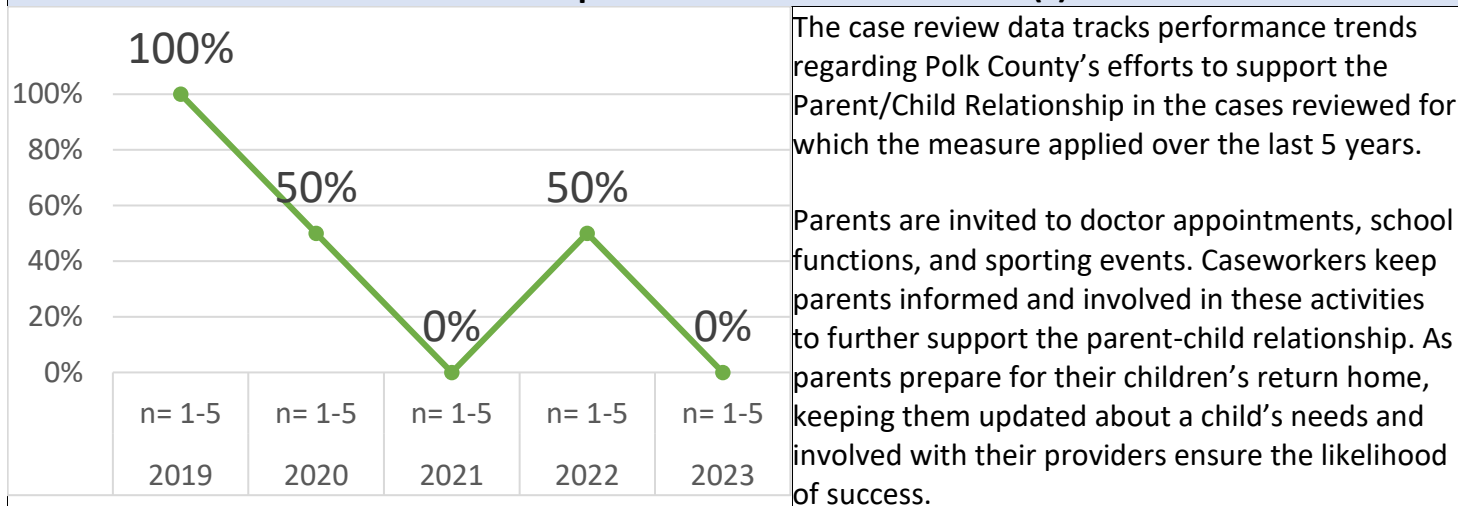 100%
50%
0%
50%
0%
100%
80%
60%
40%
20%
0%
n= 1-5 n= 1-5 n= 1-5 n= 1-5 n= 1-5
2019 2020 2021 2022 2023
The case review data tracks performance trends
regarding Polk County’s efforts to support the
Parent/Child Relationship in the cases reviewed for
which the measure applied over the last 5 years.
Parents are invited to doctor appointments, school
functions, and sporting events. Caseworkers keep
parents informed and involved in these activities
to further support the parent-child relationship. As
parents prepare for their children’s return home,
keeping them updated about a child’s needs and
involved with their providers ensure the likelihood
of success.